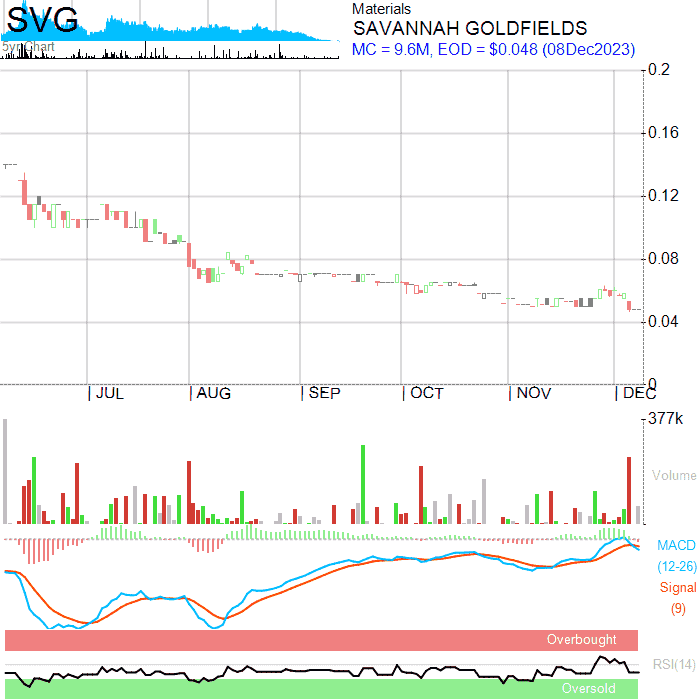 SVG
5yr Chart
Materials
SAVANNAH GOLDFIELDS
MC = 9.6M, EOD = $0.048 (08Dec2023)
0.2
0.16
0.12
0.08
0.04
0
JUL AUG SEP OCT NOV DEC
377k
Volume
MACD
(12-26)
Signal
(9)
Overbought
RSI(14)
Oversold